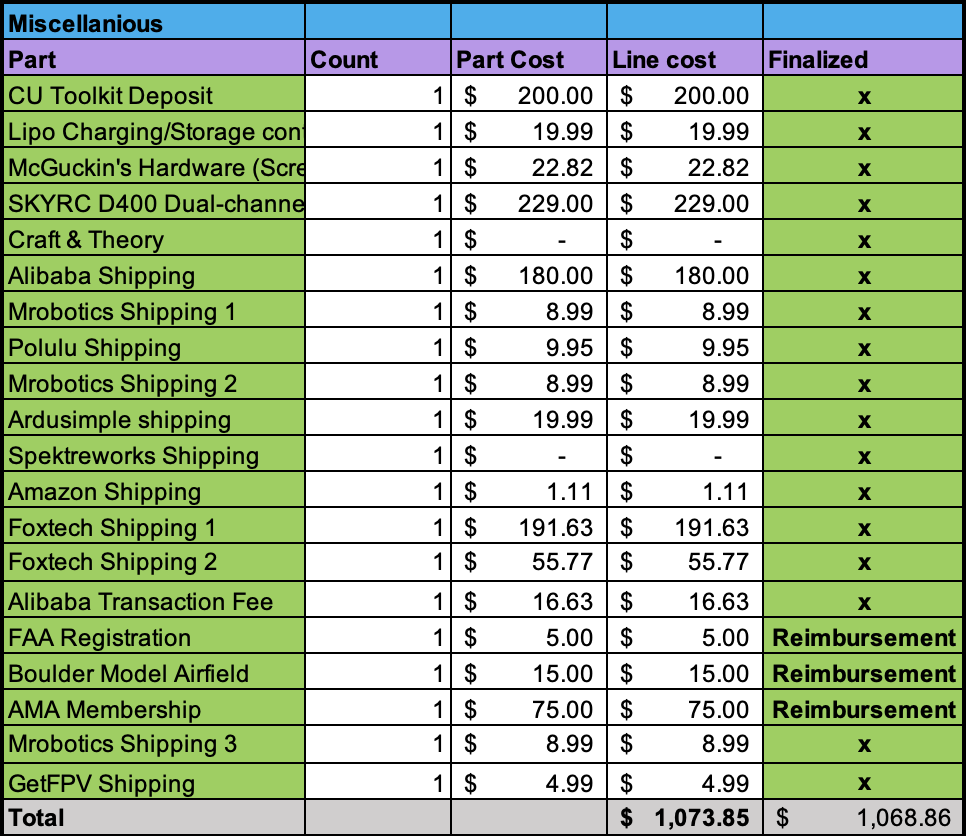 Miscellanious
Part Count Part Cost Line cost Finalized
CU Toolkit Deposit 1 $ 200.00 $ 200.00 x
Lipo Charging/Storage con 1 $ 19.99 $ 19.99 x
McGuckin's Hardware (Scre 1 $ 22.82 $ 22.82 x
SKYRC D400 Dual-channe 1 $ 229.00 $ 229.00 x
Craft & Theory 1 $ - $ - x
Alibaba Shipping 1 $ 180.00 $ 180.00 x
Mrobotics Shipping 1 1 $ 8.99 $ 8.99 x
Polulu Shipping 1 $ 9.95 $ 9.95 x
Mrobotics Shipping 2 1 $ 8.99 $ 8.99 x
Ardusimple shipping 1 $ 19.99 $ 19.99 x
Spektreworks Shipping 1 $ - $ - x
Amazon Shipping 1 $ 1.11 $ 1.11 x
Foxtech Shipping 1 1 $ 191.63 $ 191.63 x
Foxtech Shipping 2 1 $ 55.77 $ 55.77 x
Alibaba Transaction Fee 1 $ 16.63 $ 16.63 x
FAA Registration 1 $ 5.00 $ 5.00 Reimbursement
Boulder Model Airfield 1 $ 15.00 $ 15.00 Reimbursement
AMA Membership 1 $ 75.00 $ 75.00 Reimbursement
Mrobotics Shipping 3 1 $ 8.99 $ 8.99 x
GetFPV Shipping 1 $ 4.99 $ 4.99 x
Total $ 1,073.85 $ 1,068.86